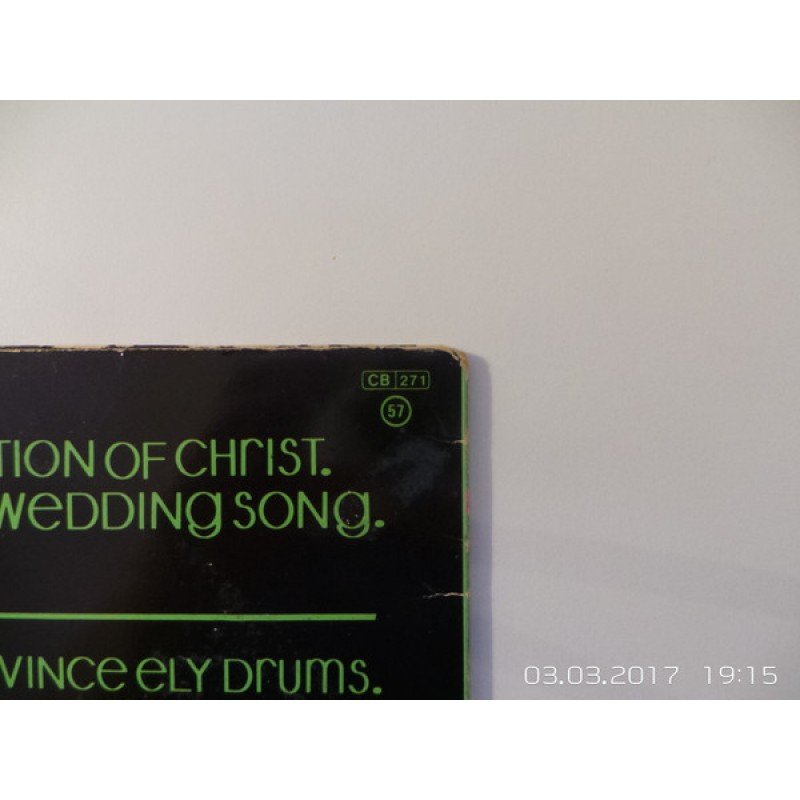 CB 271
57
TION OF CHRIST.
WEDDING SONG.
VINCE ELY DRUMS.
03.03.2017 19:15